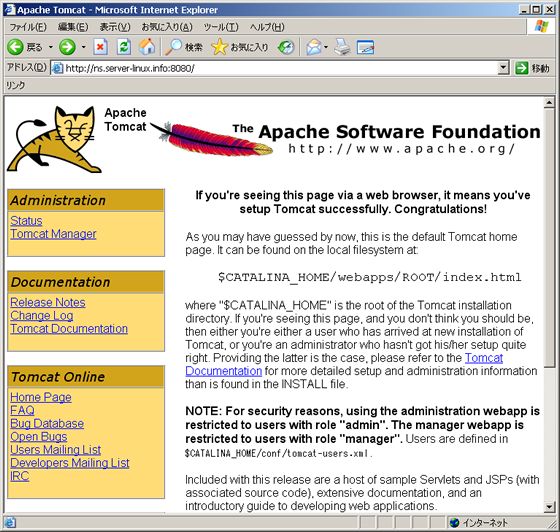 Apache Tomcat - Microsoft Internet Explorer
ファイル(F) 編集(E) 表示(V) お気に入り(A) ツール(T) ヘルプ(H)
戻る 検索 お気に入り
アドレス(D) http://ns.server-linux.info:8080/ 移動
リンク
Apache
Tomcat
The Apache Software Foundation
http://www.apache.org/
Administration
Status
Tomcat Manager
Documentation
Release Notes
Change Log
Tomcat Documentation
Tomcat Online
Home Page
FAQ
Bug Database
Open Bugs
Users Mailing List
Developers Mailing List
IRC
If you're seeing this page via a web browser, it means you've
setup Tomcat successfully. Congratulations!
As you may have guessed by now, this is the default Tomcat home
page. It can be found on the local filesystem at:
$CATALINA_HOME/webapps/ROOT/index.html
where "$CATALINA_HOME" is the root of the Tomcat installation
directory. If you're seeing this page, and you don't think you should be,
then either you're either a user who has arrived at new installation of
Tomcat, or you're an administrator who hasn't got his/her setup quite
right. Providing the latter is the case, please refer to the Tomcat
Documentation for more detailed setup and administration information
than is found in the INSTALL file.
NOTE: For security reasons, using the administration webapp is
restricted to users with role "admin". The manager webapp is
restricted to users with role "manager". Users are defined in
$CATALINA_HOME/conf/tomcat-users.xml.
Included with this release are a host of sample Servlets and JSPs (with
associated source code), extensive documentation, and an
introductory guide to developing web applications.
インターネット